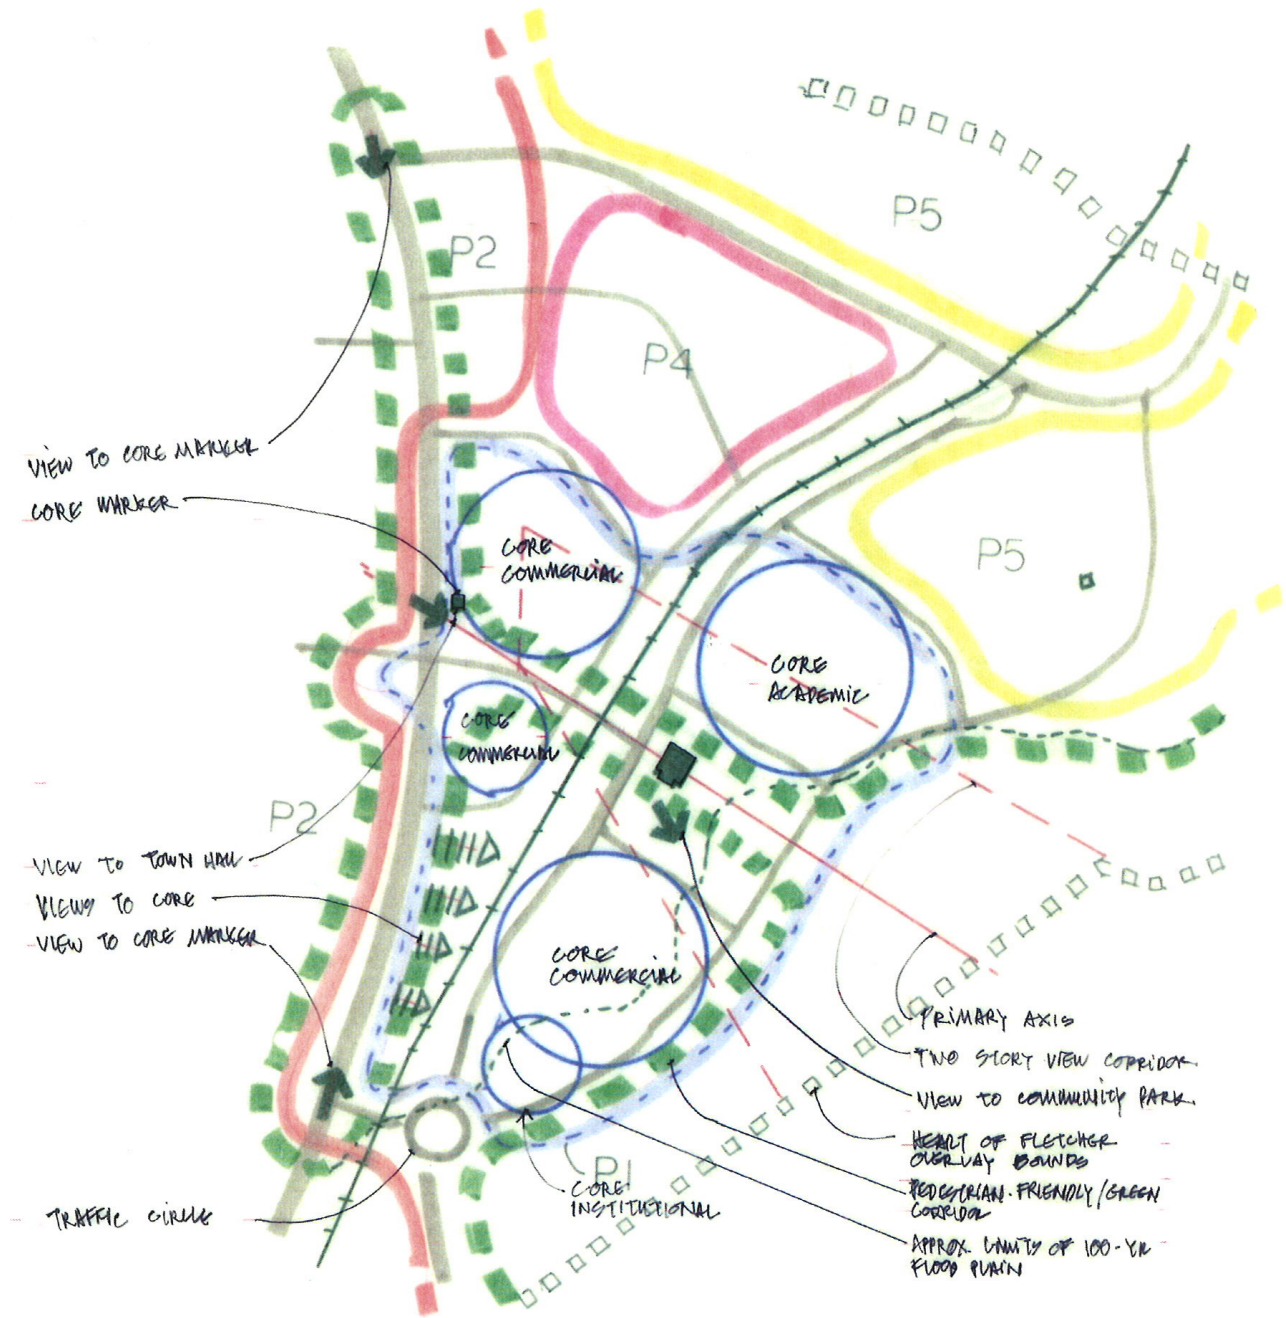 P5
P2
P4
VIEW TO CORE MARKER
CORE MARKER
CORE
COMMERCIAL
P5
CORE
ACADEMIC
CORE
COMMERCIAL
P2
VIEW TO TOWN HALL
VIEWS TO CORE
VIEW TO CORE MARKER
CORE
COMMERCIAL
PRIMARY AXIS
TWO STORY VIEW CORRIDOR
VIEW TO COMMUNITY PARK
HEART OF FLETCHER
OVERLAY BOUNDS
PEDESTRIAN-FRIENDLY/GREEN
CORRIDOR
APPROX. LIMITS OF 100-YR
FLOOD PLAIN
P1
CORE
INSTITUTIONAL
TRAFFIC CIRCLE